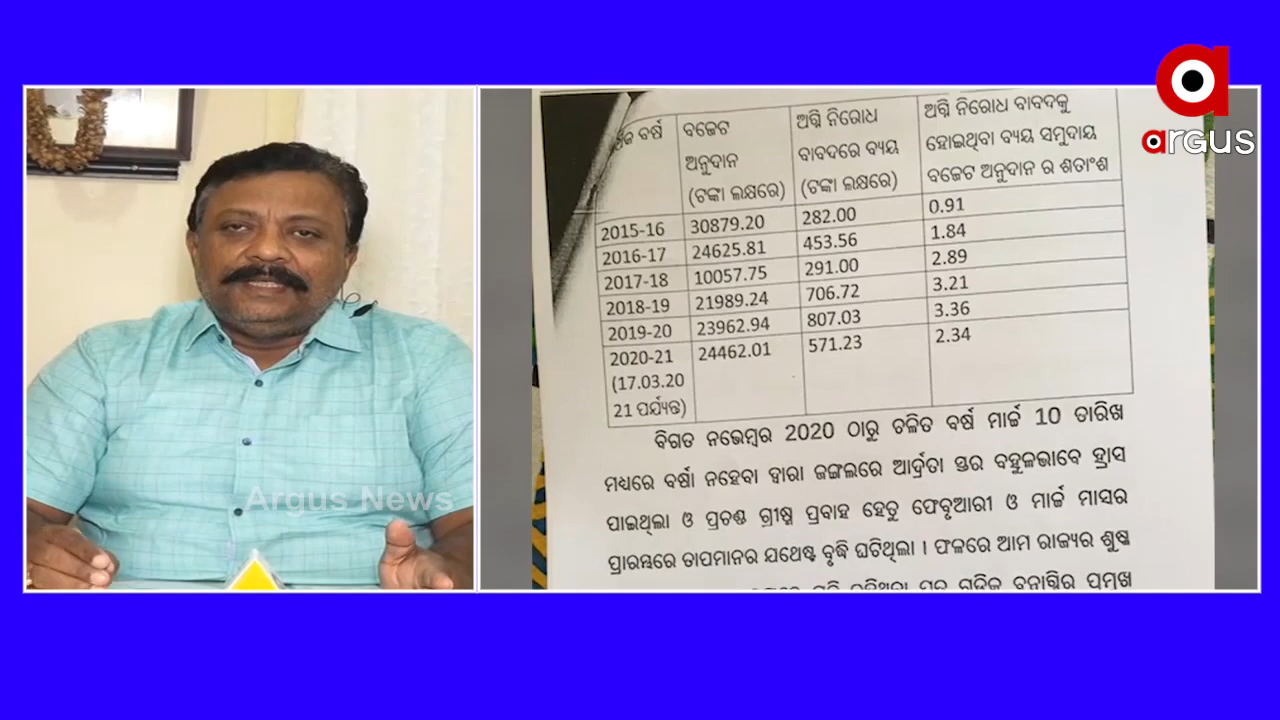 argus
Argus News
ବର୍ଷ
ବଜେଟ ଅନୁଦାନ (ଟଙ୍କା ଲକ୍ଷରେ)
ଅଗ୍ନି ନିରୋଧ ବାବଦରେ ବ୍ୟୟ (ଟଙ୍କା ଲକ୍ଷରେ)
ଅଗ୍ନି ନିରୋଧ ବାବଦକୁ ହୋଇଥିବା ବ୍ୟୟ ସମୁଦାୟ ବଜେଟ ଅନୁଦାନ ର ଶତାଂଶ
2015-16 30879.20 282.00 0.91
2016-17 24625.81 453.56 1.84
2017-18 10057.75 291.00 2.89
2018-19 21989.24 706.72 3.21
2019-20 23962.94 807.03 3.36
2020-21 24462.01 571.23 2.34
(17.03.20
21 ପର୍ଯ୍ୟନ୍ତ)
ବିଗତ ନଭେମ୍ବର 2020 ଠାରୁ ଚଳିତ ବର୍ଷ ମାର୍ଚ୍ଚ 10 ତାରିଖ
ମଧ୍ୟରେ ବର୍ଷା ନହେବା ଦ୍ୱାରା ଜଙ୍ଗଲରେ ଆର୍ଦ୍ରତା ସ୍ତର ବହୁଳଭାବେ ହ୍ରାସ
ପାଇଥିଲା ଓ ପ୍ରଚଣ୍ଡ ଗ୍ରୀଷ୍ମ ପ୍ରବାହ ହେତୁ ଫେବୃଆରୀ ଓ ମାର୍ଚ୍ଚ ମାସର
ପ୍ରାରମ୍ଭରେ ତାପମାନର ଯଥେଷ୍ଟ ବୃଦ୍ଧି ଘଟିଥିଲା । ଫଳରେ ଆମ ରାଜ୍ୟର ଶୁଷ୍କ
ବନାଗ୍ନିର ପ୍ରମୁଖ